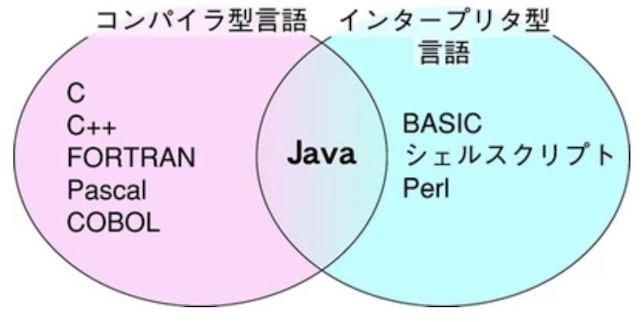 コンパイラ型言語
インタープリタ型
言語
C
C++
FORTRAN
Pascal
COBOL
Java
BASIC
シェルスクリプト
Perl